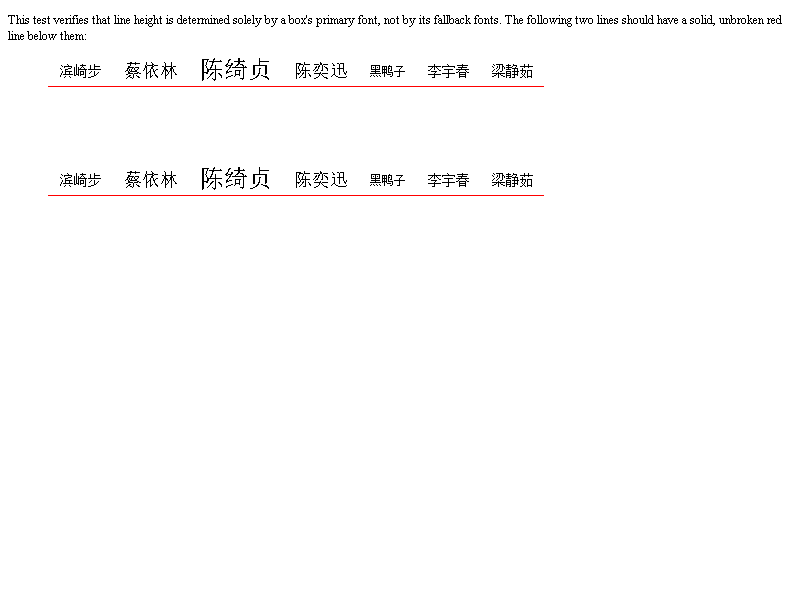 This test verifies that line height is determined solely by a box's primary font, not by its fallback fonts. The following two lines should have a solid, unbroken red
line below them:
滨崎步 蔡依林 陈绮贞 陈奕迅 黑鸭子 李宇春 梁静茹
滨崎步 蔡依林 陈绮贞 陈奕迅 黑鸭子 李宇春 梁静茹